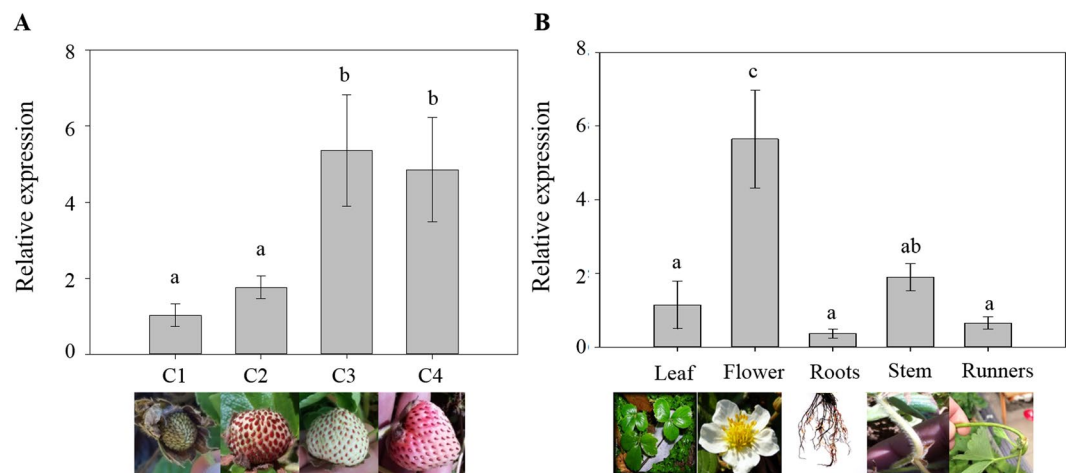 A
Relative expression
8
6
4
2
0
a
a
b
b
C1 C2 C3 C4
B
Relative expression
8
6
4
2
0
a
c
a
ab
a
Leaf Flower Roots Stem Runners